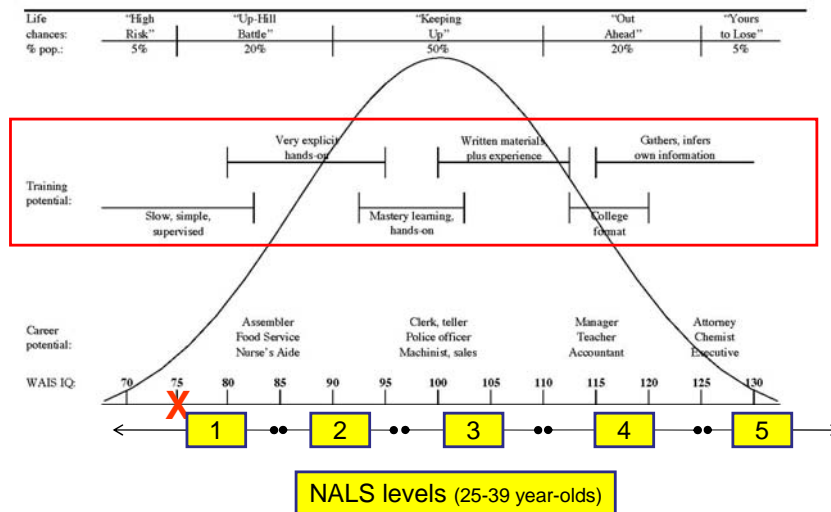 Life chances: “High Risk” “Up-Hill Battle” “Keeping Up” “Out Ahead” “Yours to Lose”
% pop.: 5% 20% 50% 20% 5%
Very explicit hands-on
Written materials plus experience
Gathers, infers own information
Training potential:
Slow, simple, supervised
Mastery learning, hands-on
College format
Career potential:
Assembler
Food Service
Nurse’s Aide
Clerk, teller
Police officer
Machinist, sales
Manager
Teacher
Accountant
Attorney
Chemist
Executive
WAIS IQ: 70 75 80 85 90 95 100 105 110 115 120 125 130
X
1 2 3 4 5
NALS levels (25-39 year-olds)